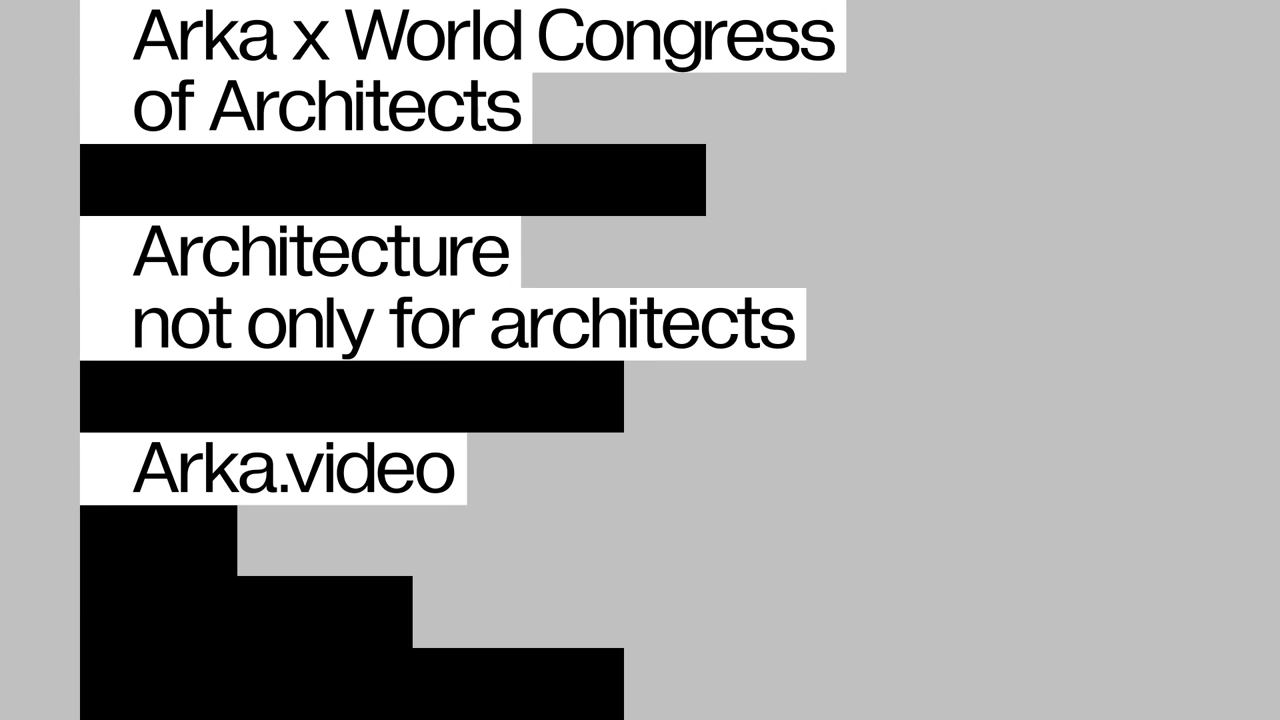 Arka x World Congress
of Architects
Architecture
not only for architects
Arka.video